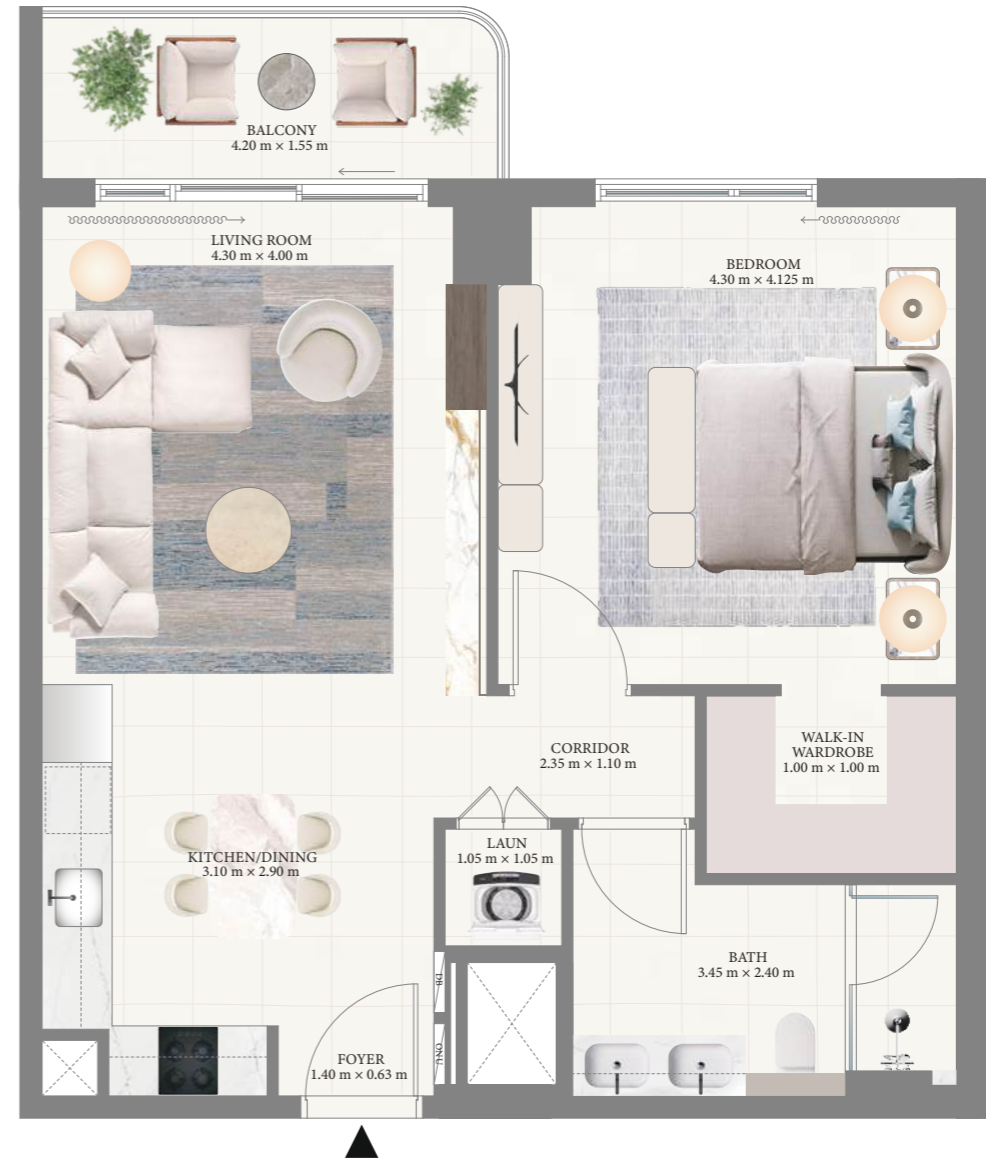 BALCONY
4.20 m × 1.55 m
LIVING ROOM
4.30 m × 4.00 m
BEDROOM
4.30 m × 4.125 m
WALK-IN
WARDROBE
1.00 m × 1.00 m
CORRIDOR
2.35 m × 1.10 m
LAUN
1.05 m × 1.05 m
KITCHEN/DINING
3.10 m × 2.90 m
BATH
3.45 m × 2.40 m
DB
ONU
FOYER
1.40 m × 0.63 m